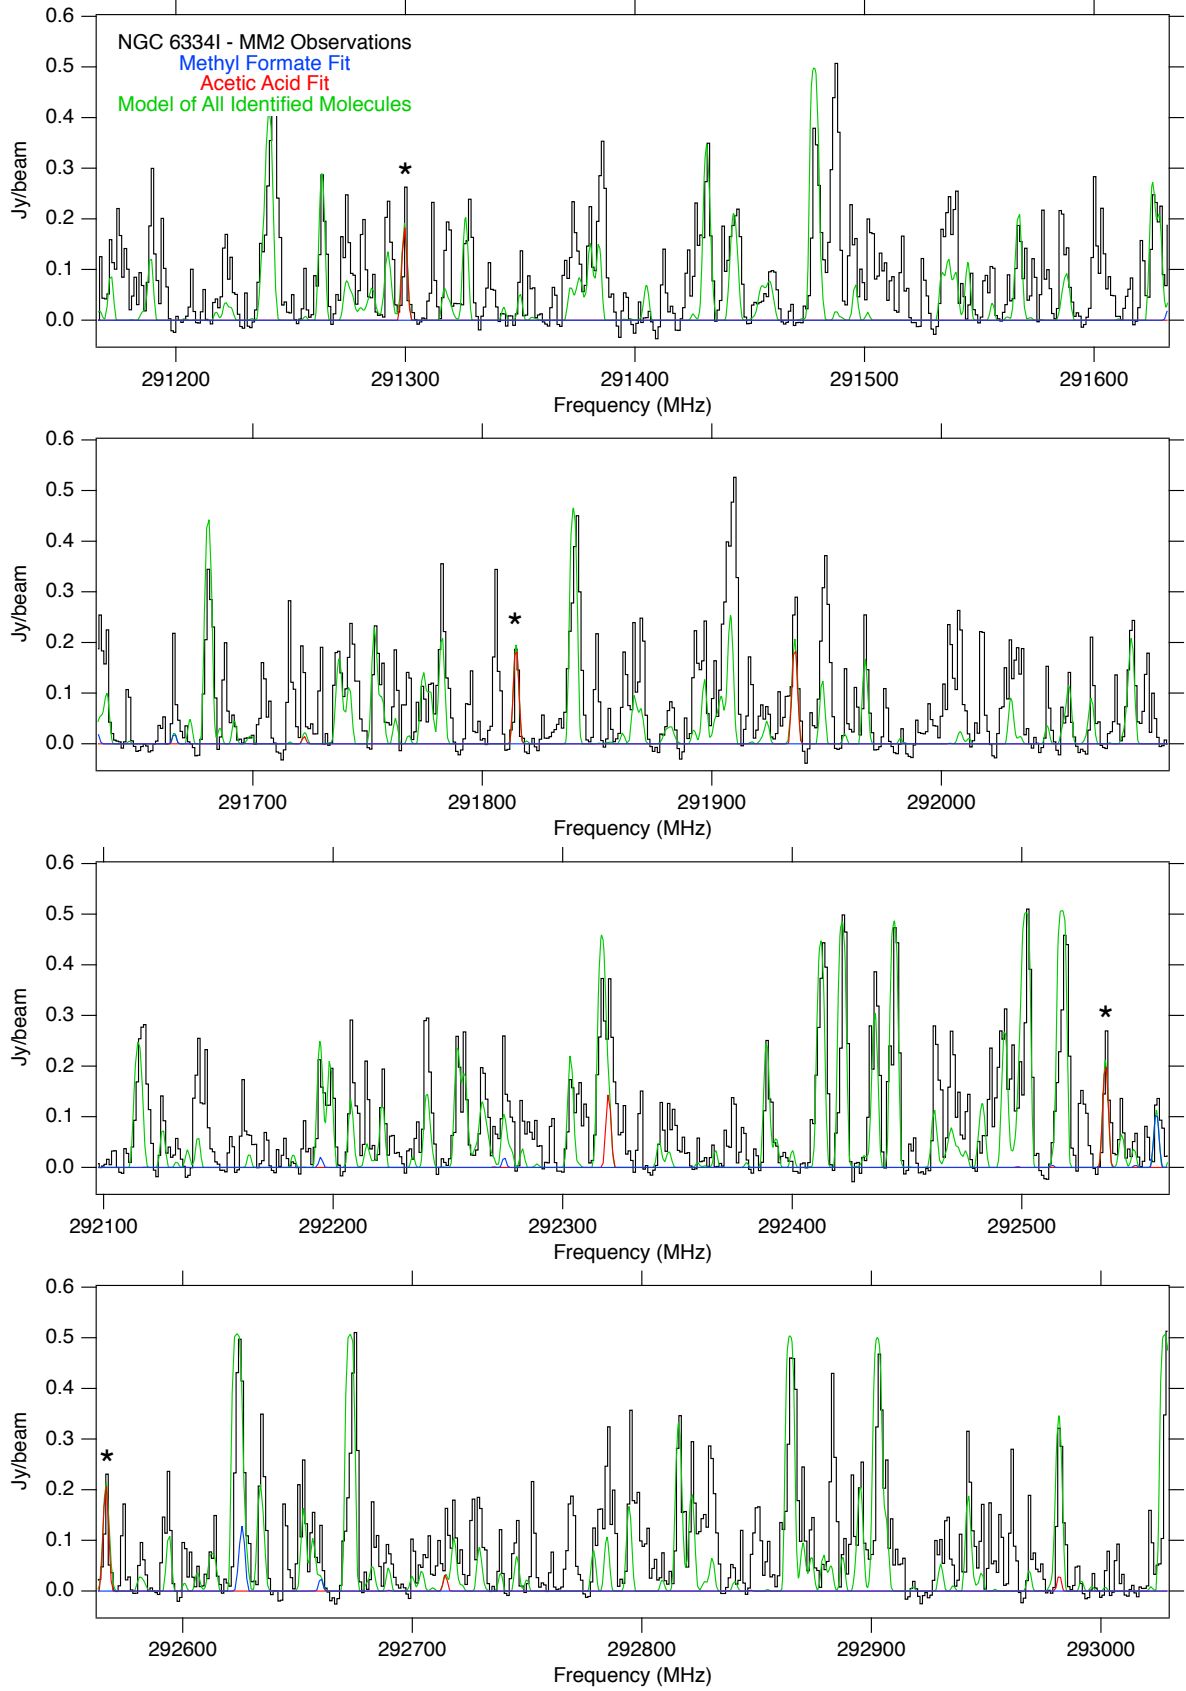 0.6
0.5
0.4
0.3
0.2
0.1
0.0
Jy/beam
NGC 6334I - MM2 Observations
Methyl Formate Fit
Acetic Acid Fit
Model of All Identified Molecules
*
291200 291300 291400 291500 291600
Frequency (MHz)
0.6
0.5
0.4
0.3
0.2
0.1
0.0
Jy/beam
*
291700 291800 291900 292000
Frequency (MHz)
0.6
0.5
0.4
0.3
0.2
0.1
0.0
Jy/beam
*
292100 292200 292300 292400 292500
Frequency (MHz)
0.6
0.5
0.4
0.3
0.2
0.1
0.0
Jy/beam
*
292600 292700 292800 292900 293000
Frequency (MHz)